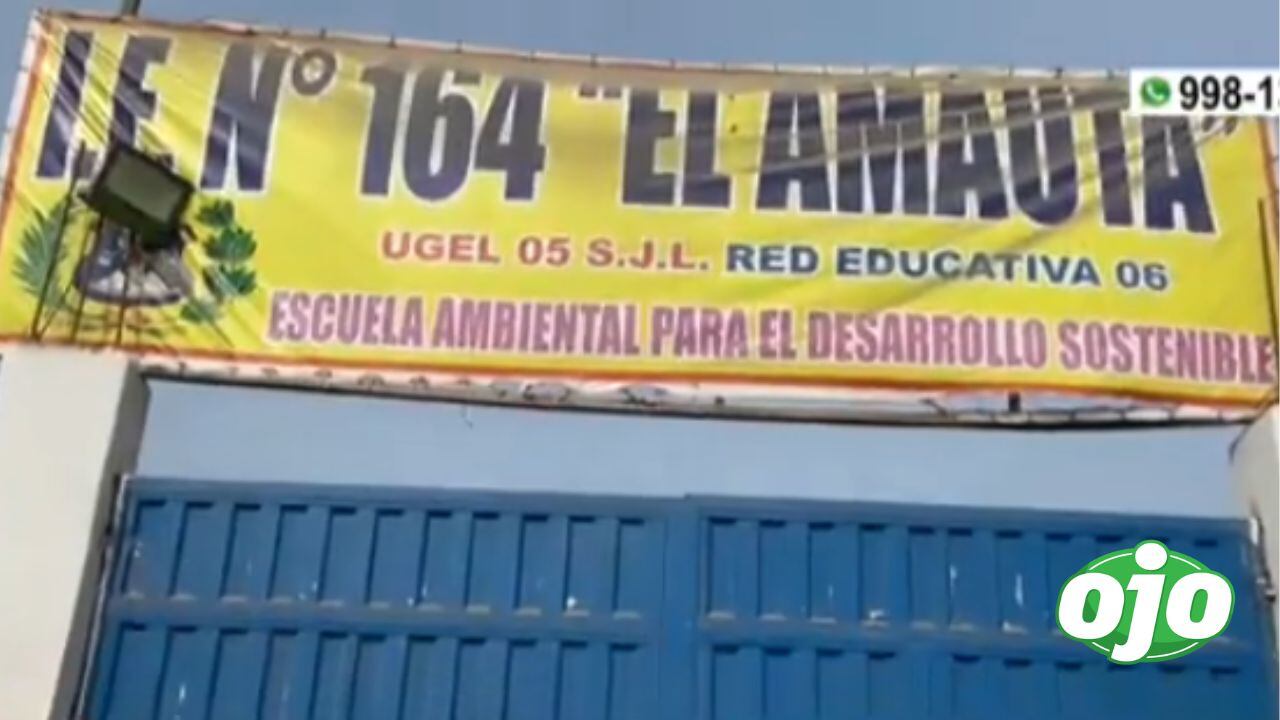 I.E. N° 164 "EL AMAUTA"
998-1
UGEL 05 S.J.L. RED EDUCATIVA 06
ESCUELA AMBIENTAL PARA EL DESARROLLO SOSTENIBLE
ojo